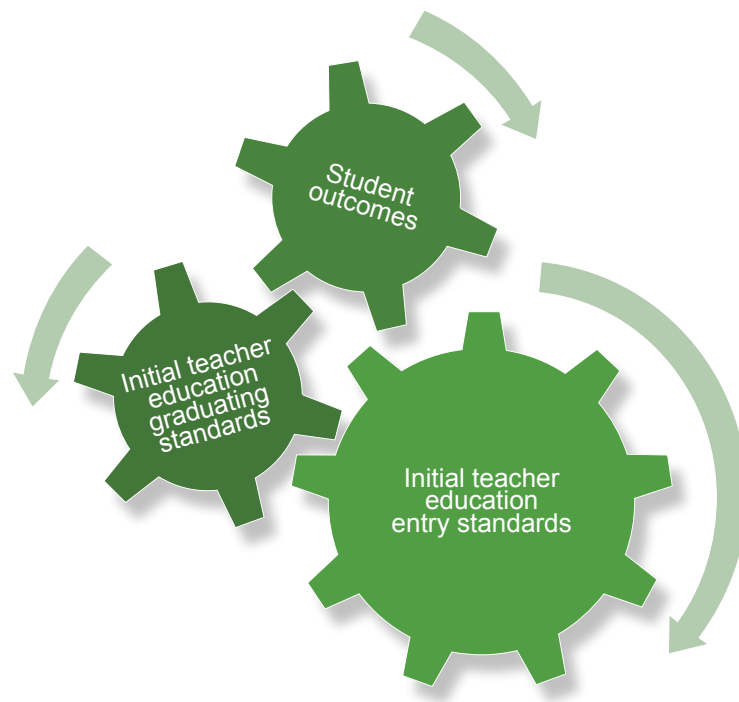 Student
outcomes
Initial teacher
education
graduating
standards
Initial teacher
education
entry standards